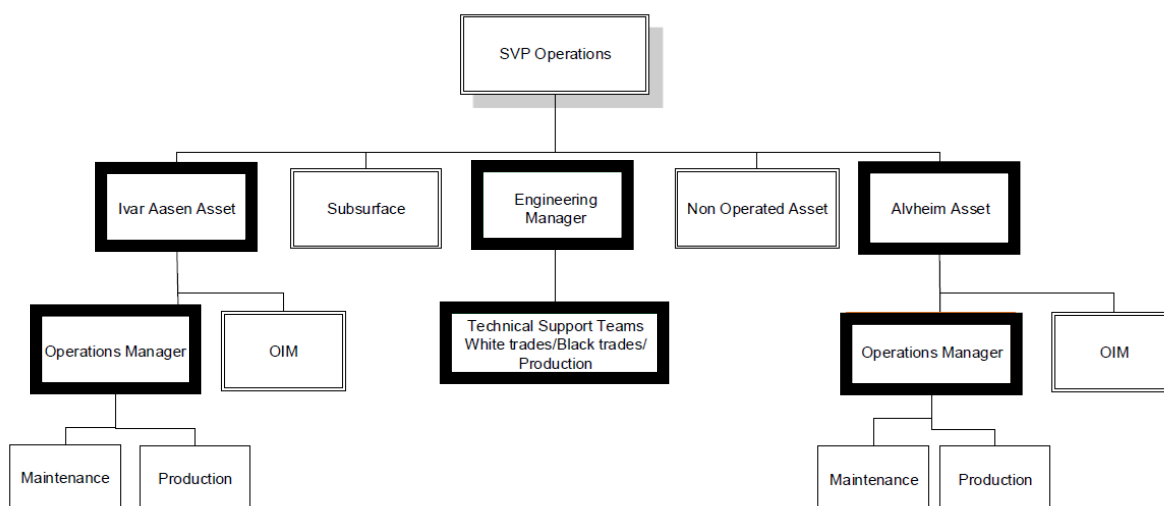 SVP Operations
Ivar Aasen Asset
Subsurface
Engineering
Manager
Non Operated Asset
Alvheim Asset
Operations Manager
OIM
Technical Support Teams
White trades/Black trades/
Production
Operations Manager
OIM
Maintenance
Production
Maintenance
Production